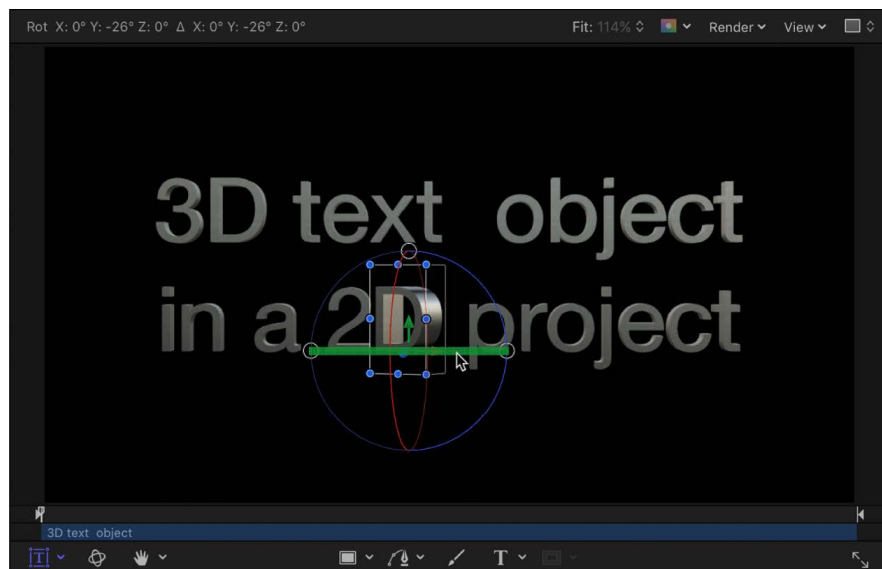 Rot X: 0° Y: -26° Z: 0° Δ X: 0° Y: -26° Z: 0° Fit: 114% Render View
3D text object
in a 2D project
3D text object
T T